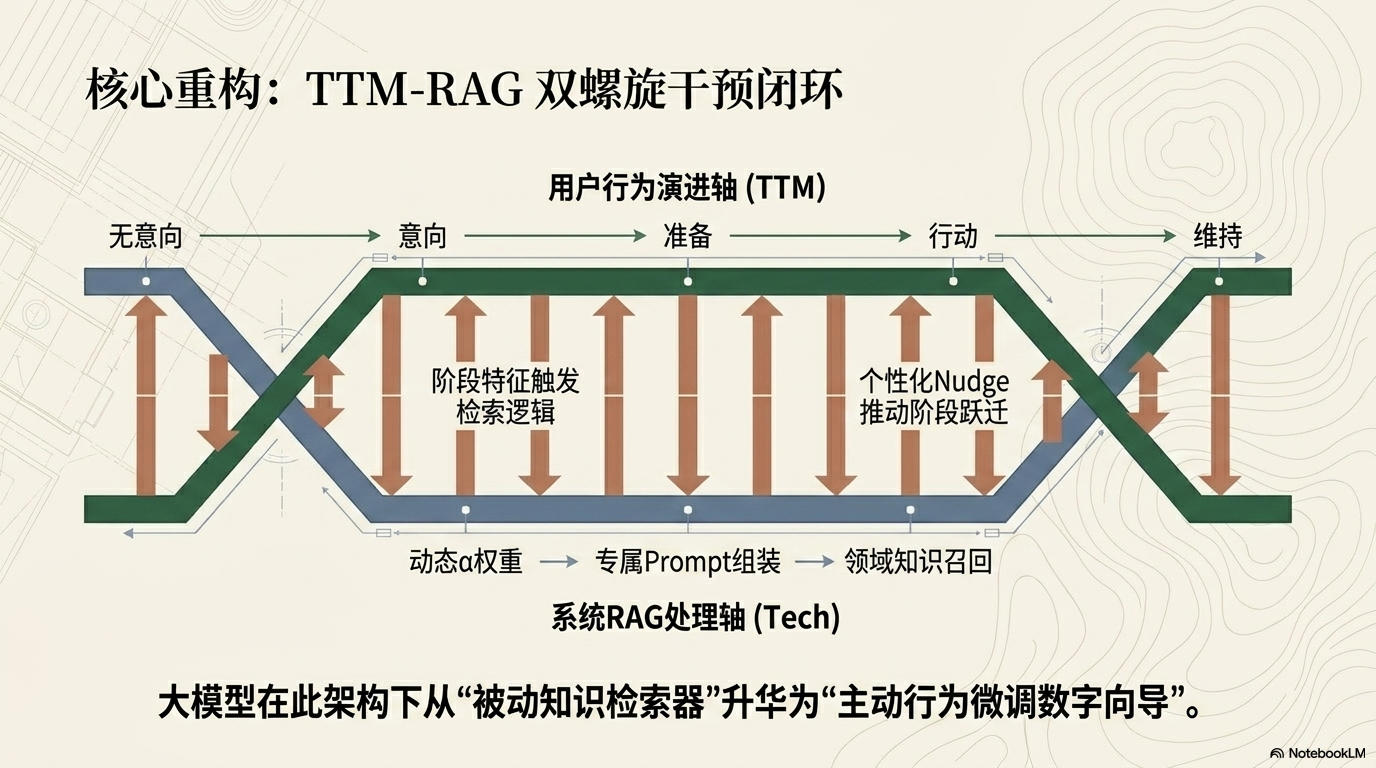 核心重构：TTM-RAG 双螺旋干预闭环
用户行为演进轴 (TTM)
无意向
意向
准备
行动
维持
阶段特征触发
检索逻辑
个性化Nudge
推动阶段跃迁
动态α权重
专属Prompt组装
领域知识召回
系统RAG处理轴 (Tech)
大模型在此架构下从“被动知识检索器”升华为“主动行为微调数字向导”。
NotebookLM